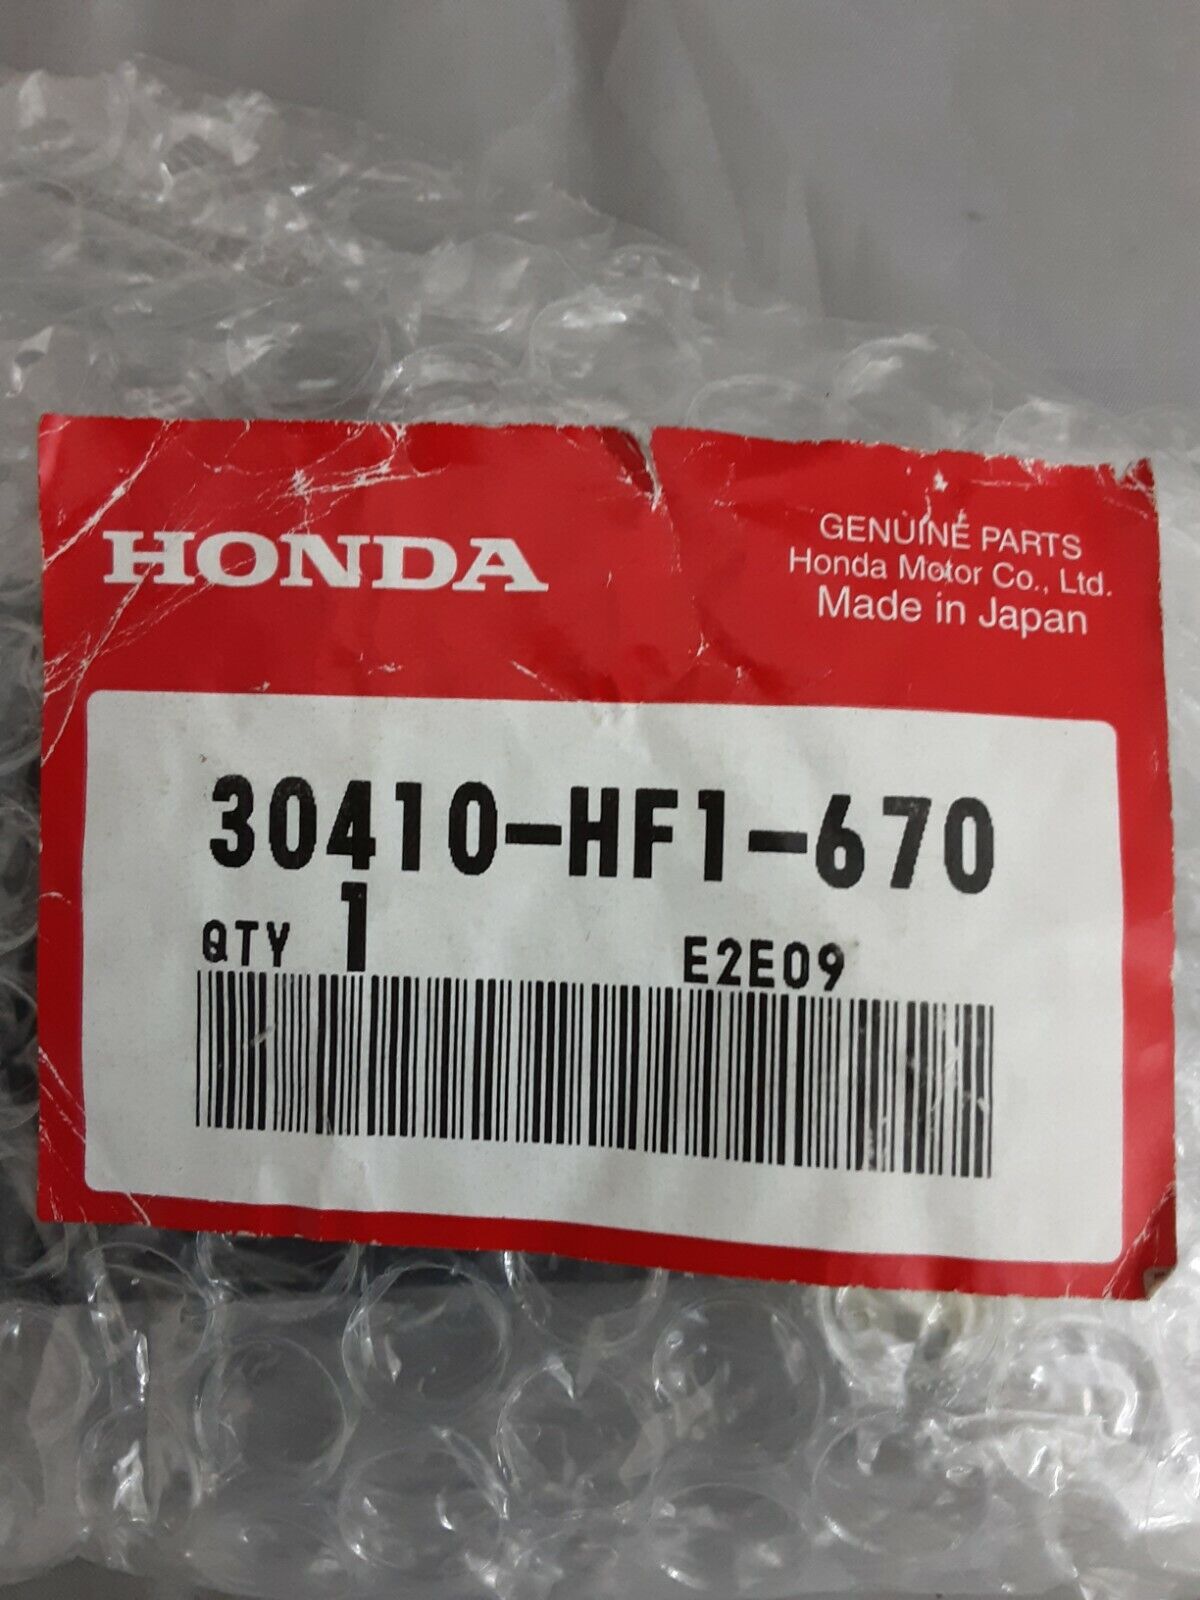 HONDA
GENUINE PARTS
Honda Motor Co., Ltd.
Made in Japan
30410-HF1-670
QTY 1 E2E09